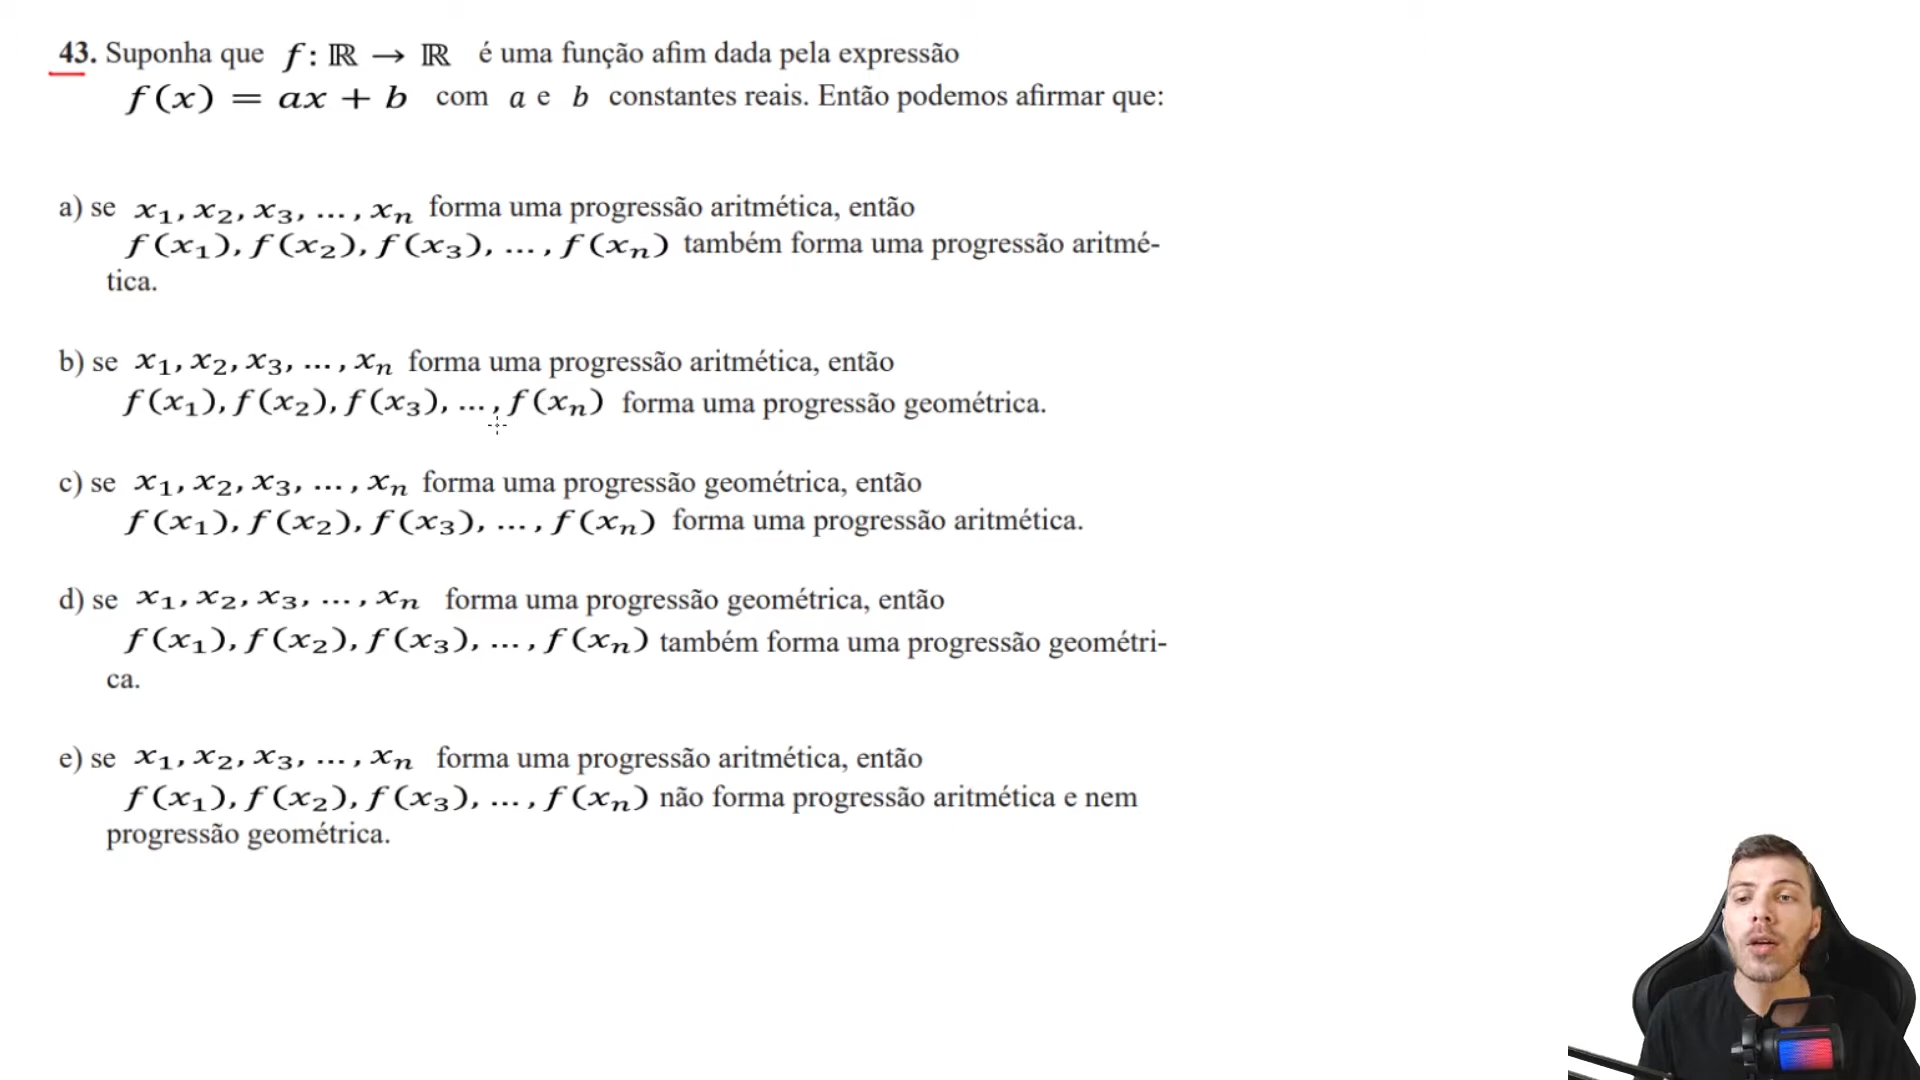 43. Suponha que f : ℝ → ℝ é uma função afim dada pela expressão
f(x) = ax + b com a e b constantes reais. Então podemos afirmar que:
a) se x₁, x₂, x₃, ..., xₙ forma uma progressão aritmética, então
f(x₁), f(x₂), f(x₃), ..., f(xₙ) também forma uma progressão aritmé-
tica.
b) se x₁, x₂, x₃, ..., xₙ forma uma progressão aritmética, então
f(x₁), f(x₂), f(x₃), ..., f(xₙ) forma uma progressão geométrica.
c) se x₁, x₂, x₃, ..., xₙ forma uma progressão geométrica, então
f(x₁), f(x₂), f(x₃), ..., f(xₙ) forma uma progressão aritmética.
d) se x₁, x₂, x₃, ..., xₙ forma uma progressão geométrica, então
f(x₁), f(x₂), f(x₃), ..., f(xₙ) também forma uma progressão geométri-
ca.
e) se x₁, x₂, x₃, ..., xₙ forma uma progressão aritmética, então
f(x₁), f(x₂), f(x₃), ..., f(xₙ) não forma progressão aritmética e nem
progressão geométrica.